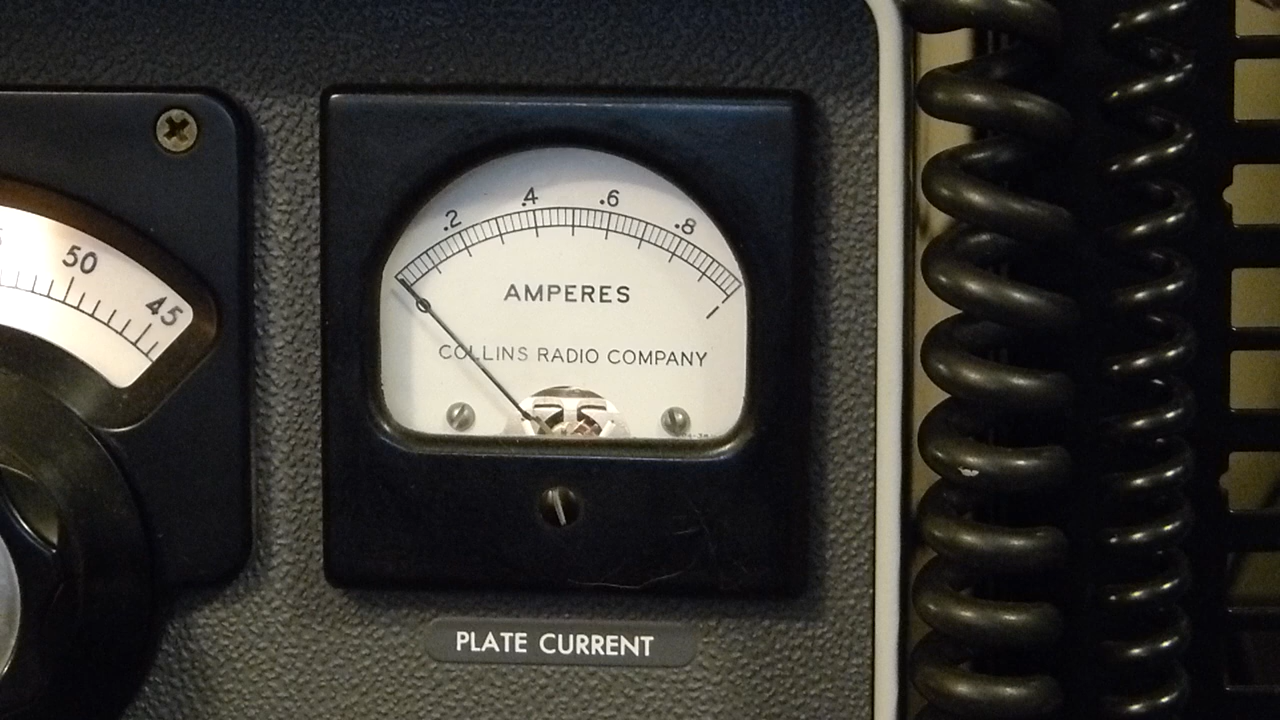 50
45
.2 .4 .6 .8 1
AMPERES
COLLINS RADIO COMPANY
PLATE CURRENT